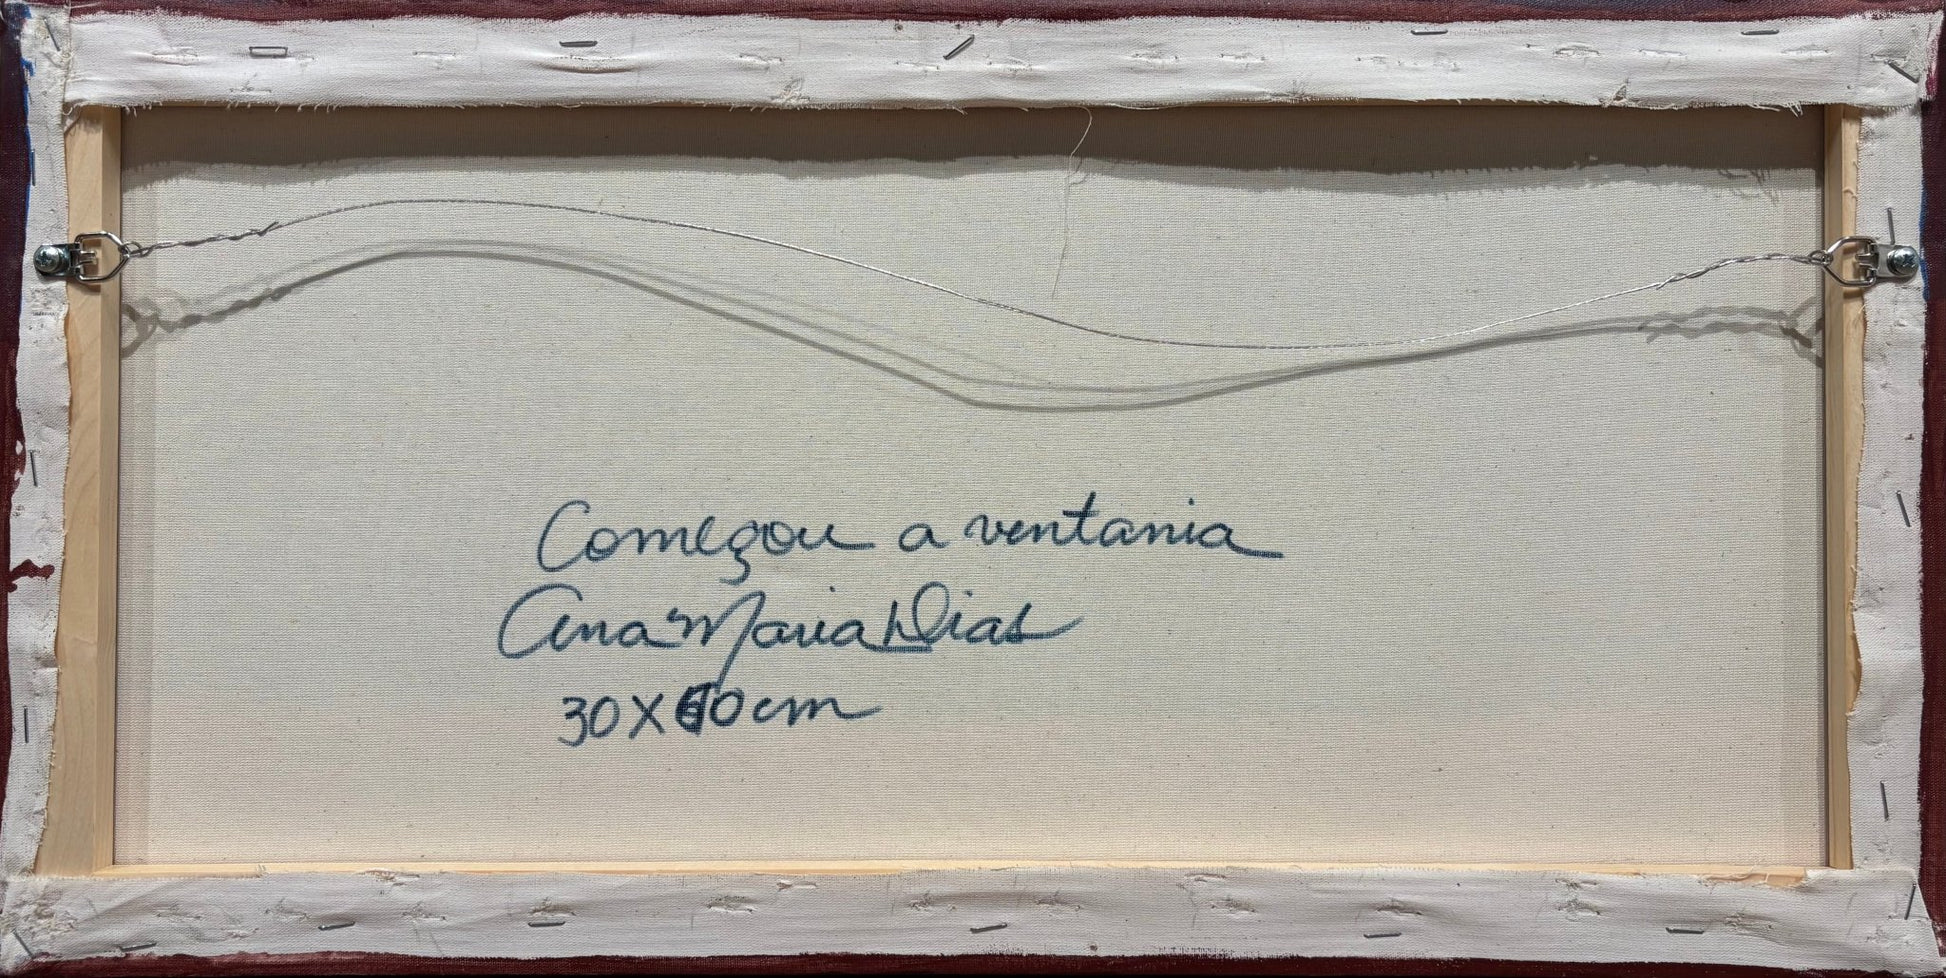 Começou a ventania
Ana Maria Dias
30X60cm